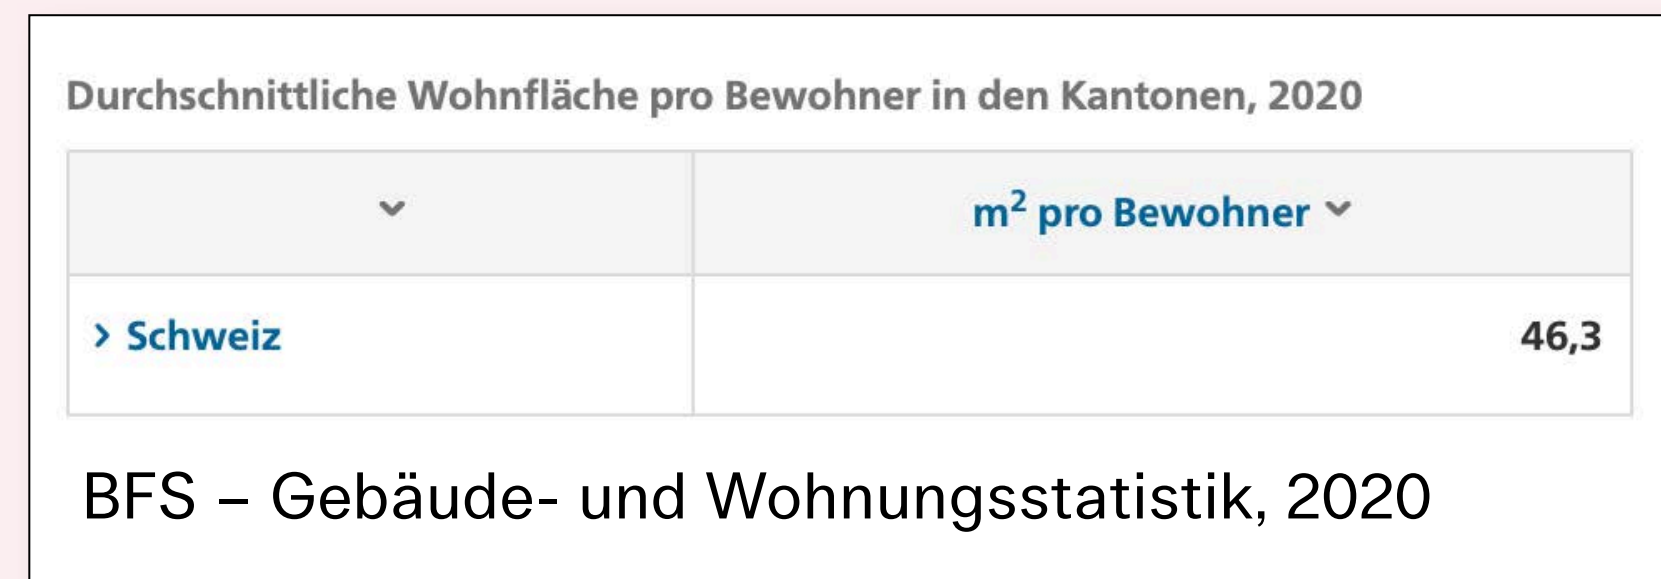 Durchschnittliche Wohnfläche pro Bewohner in den Kantonen, 2020
m² pro Bewohner
Schweiz 46,3
BFS – Gebäude- und Wohnungsstatistik, 2020